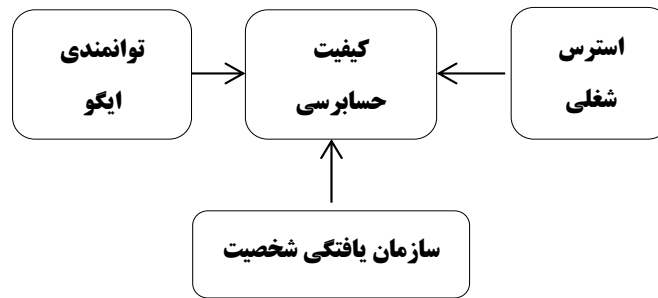 استرس
شغلی
کیفیت
حسابرسی
توانمندی
ایگو
سازمان یافتگی شخصیت